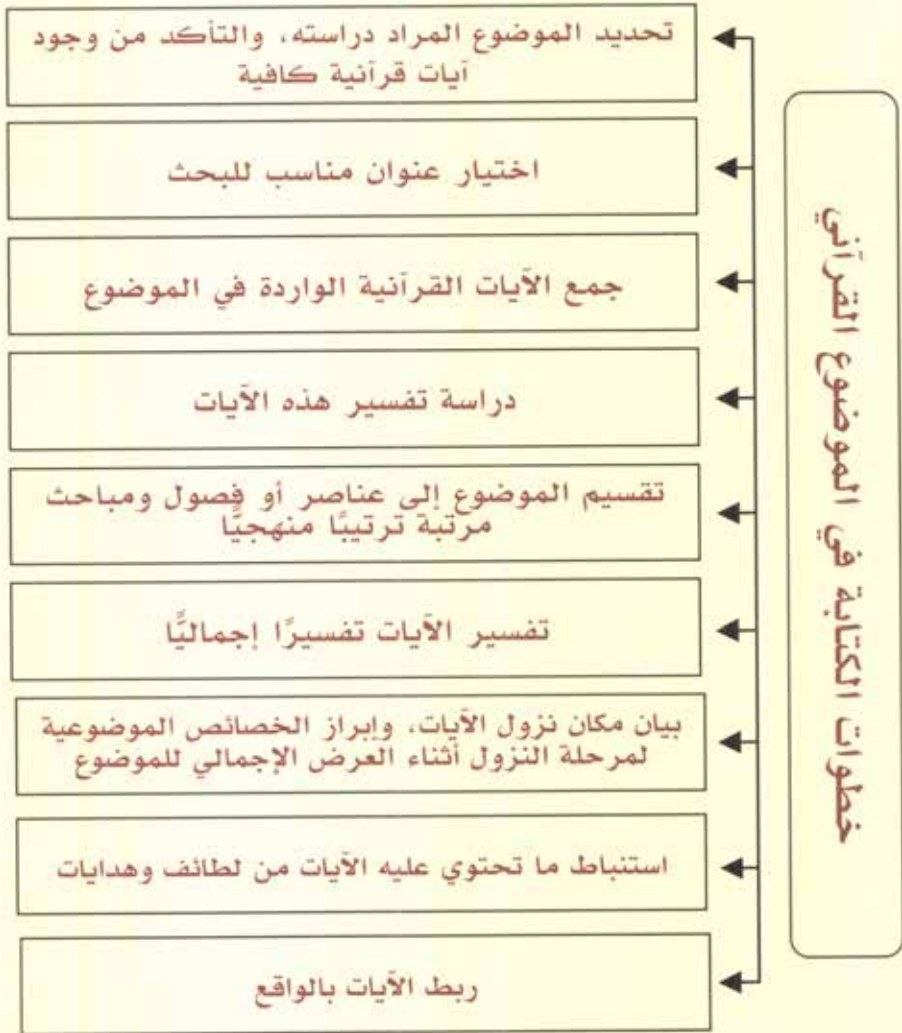 خطوات الكتابة في الموضوع القرآني
تحديد الموضوع المراد دراسته، والتأكد من وجود
آيات قرآنية كافية
اختيار عنوان مناسب للبحث
جمع الآيات القرآنية الواردة في الموضوع
دراسة تفسير هذه الآيات
تقسيم الموضوع إلى عناصر أو فصول ومباحث
مرتبة ترتيبًا منهجيًّا
تفسير الآيات تفسيرًا إجماليًّا
بيان مكان نزول الآيات، وإبراز الخصائص الموضوعية
لمرحلة النزول أثناء العرض الإجمالي للموضوع
استنباط ما تحتوي عليه الآيات من لطائف وهدايات
ربط الآيات بالواقع